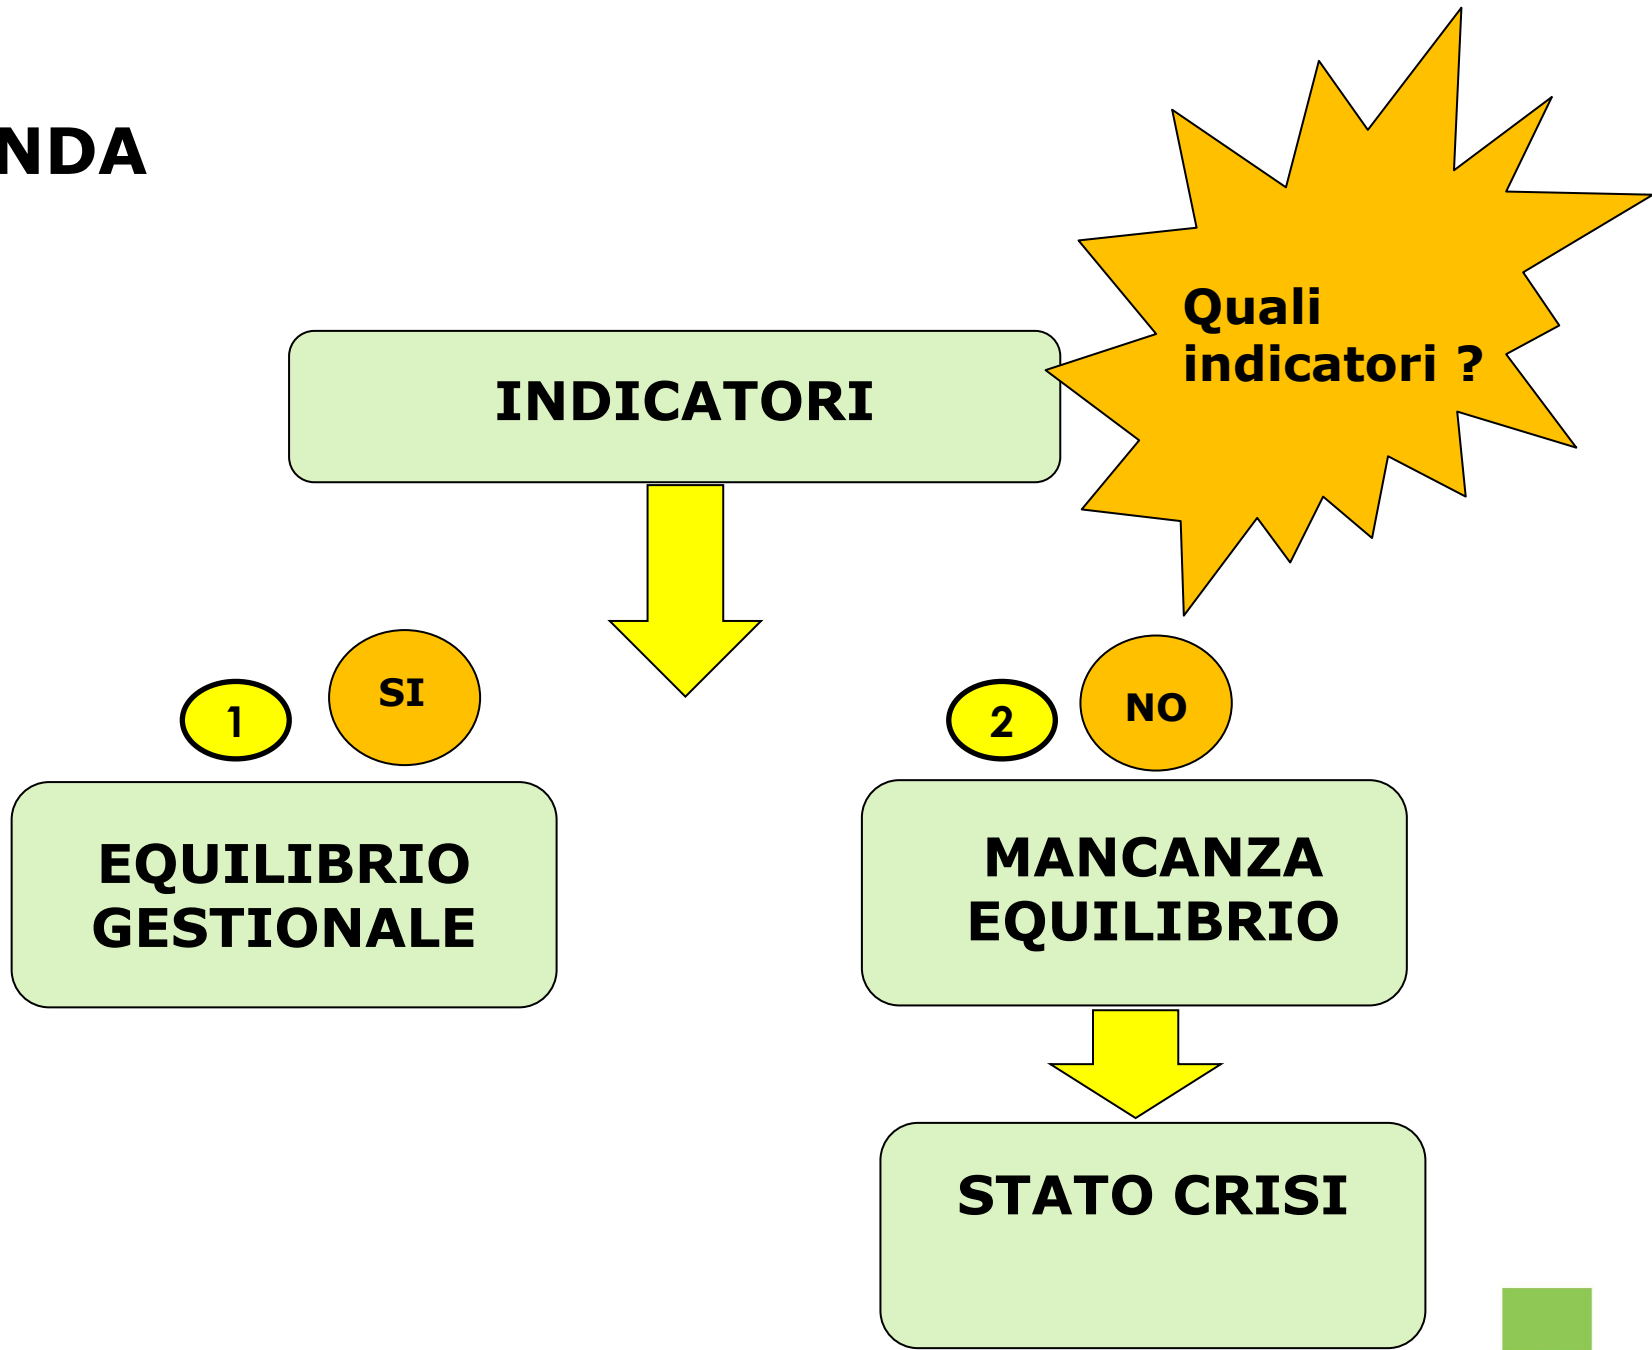 NDA
Quali
indicatori ?
INDICATORI
1
SI
2
NO
EQUILIBRIO
GESTIONALE
MANCANZA
EQUILIBRIO
STATO CRISI